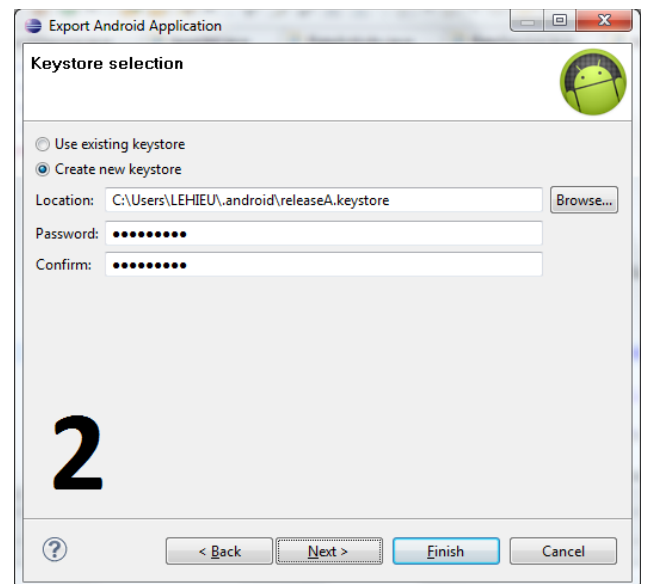 Export Android Application
Keystore selection
Use existing keystore
Create new keystore
Location: C:\Users\LEHIEU\.android\releaseA.keystore Browse...
Password: •••••••••
Confirm: •••••••••
2
? < Back Next > Finish Cancel